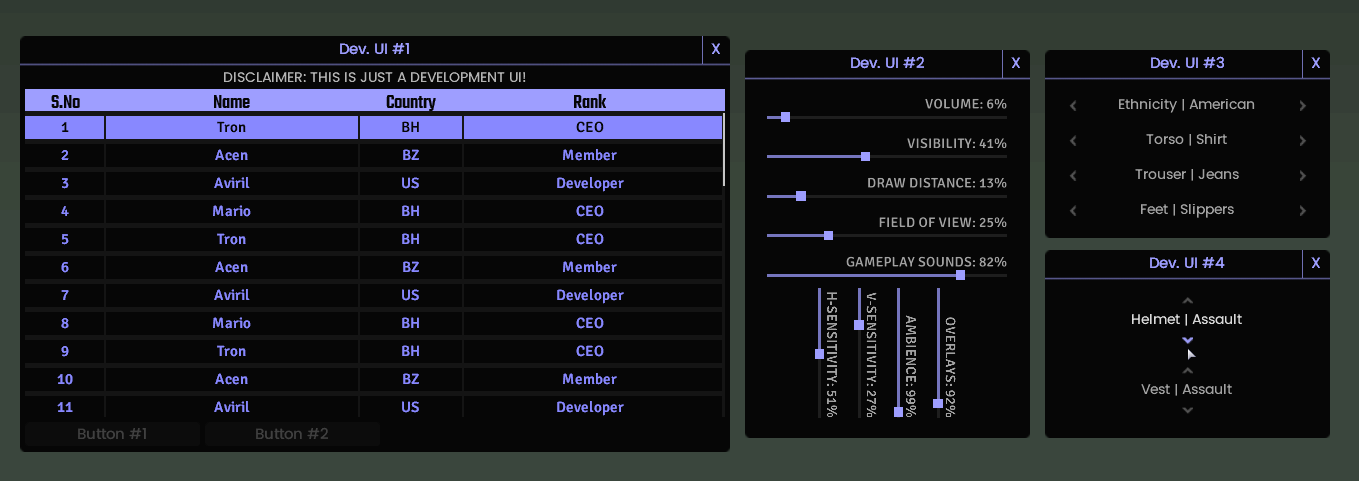 Dev. UI #1 X
DISCLAIMER: THIS IS JUST A DEVELOPMENT UI!
S.No Name Country Rank
1 Tron BH CEO
2 Acen BZ Member
3 Aviril US Developer
4 Mario BH CEO
5 Tron BH CEO
6 Acen BZ Member
7 Aviril US Developer
8 Mario BH CEO
9 Tron BH CEO
10 Acen BZ Member
11 Aviril US Developer
Button #1 Button #2
Dev. UI #2 X
VOLUME: 6%
VISIBILITY: 41%
DRAW DISTANCE: 13%
FIELD OF VIEW: 25%
GAMEPLAY SOUNDS: 82%
H-SENSITIVITY: 51%
V-SENSITIVITY: 27%
AMBIENCE: 99%
OVERLAYS: 92%
Dev. UI #3 X
Ethnicity | American
Torso | Shirt
Trouser | Jeans
Feet | Slippers
Dev. UI #4 X
Helmet | Assault
Vest | Assault